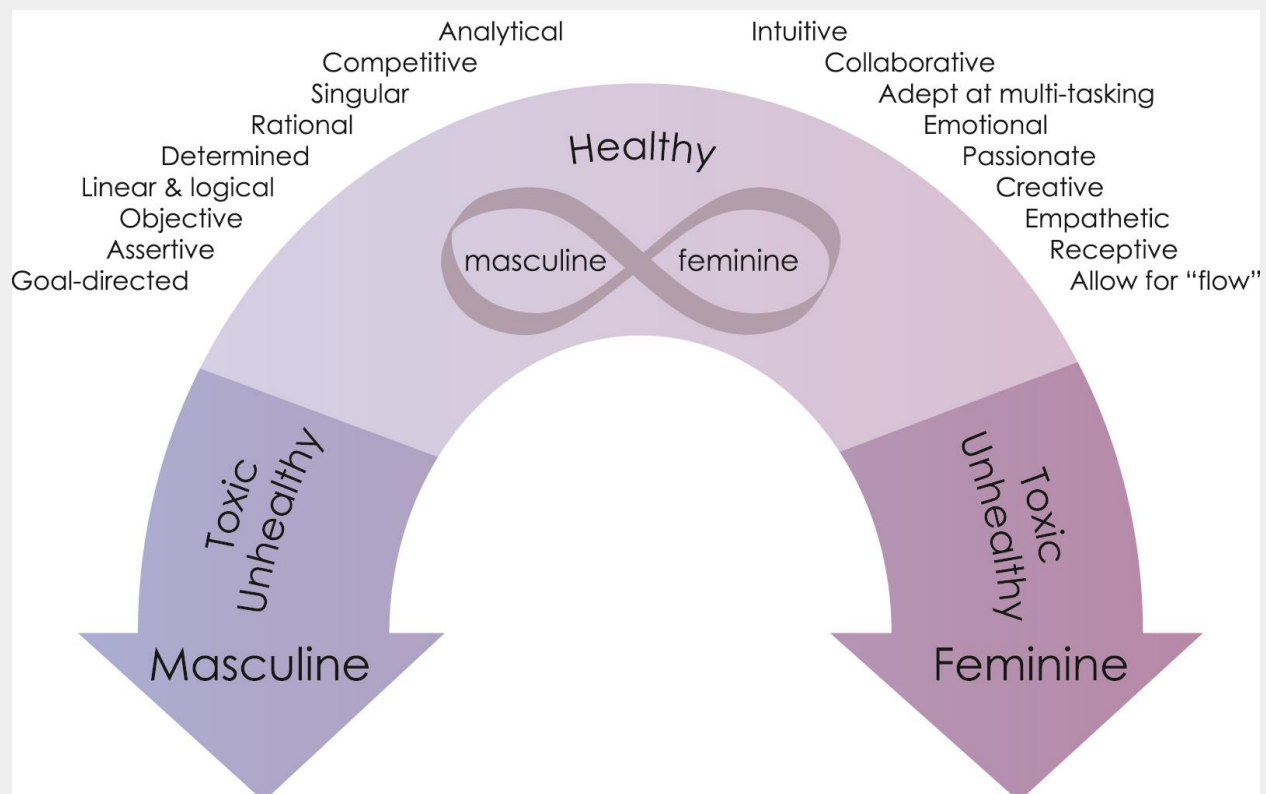 Analytical
Competitive
Singular
Rational
Determined
Linear & logical
Objective
Assertive
Goal-directed
Intuitive
Collaborative
Adept at multi-tasking
Emotional
Passionate
Creative
Empathetic
Receptive
Allow for “flow”
Healthy
masculine
feminine
Toxic
Unhealthy
Masculine
Toxic
Unhealthy
Feminine